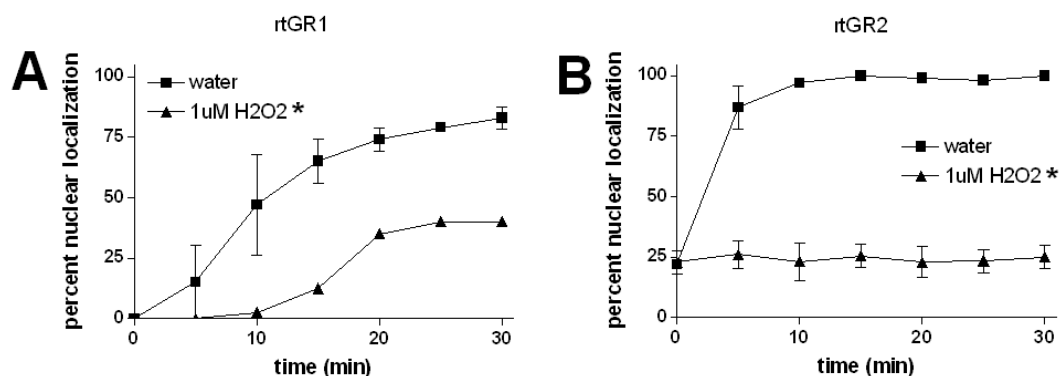 rtGR1
A
water
1uM H2O2 *
percent nuclear localization
100
75
50
25
0
0 10 20 30
time (min)
rtGR2
B
water
1uM H2O2 *
percent nuclear localization
100
75
50
25
0
0 10 20 30
time (min)